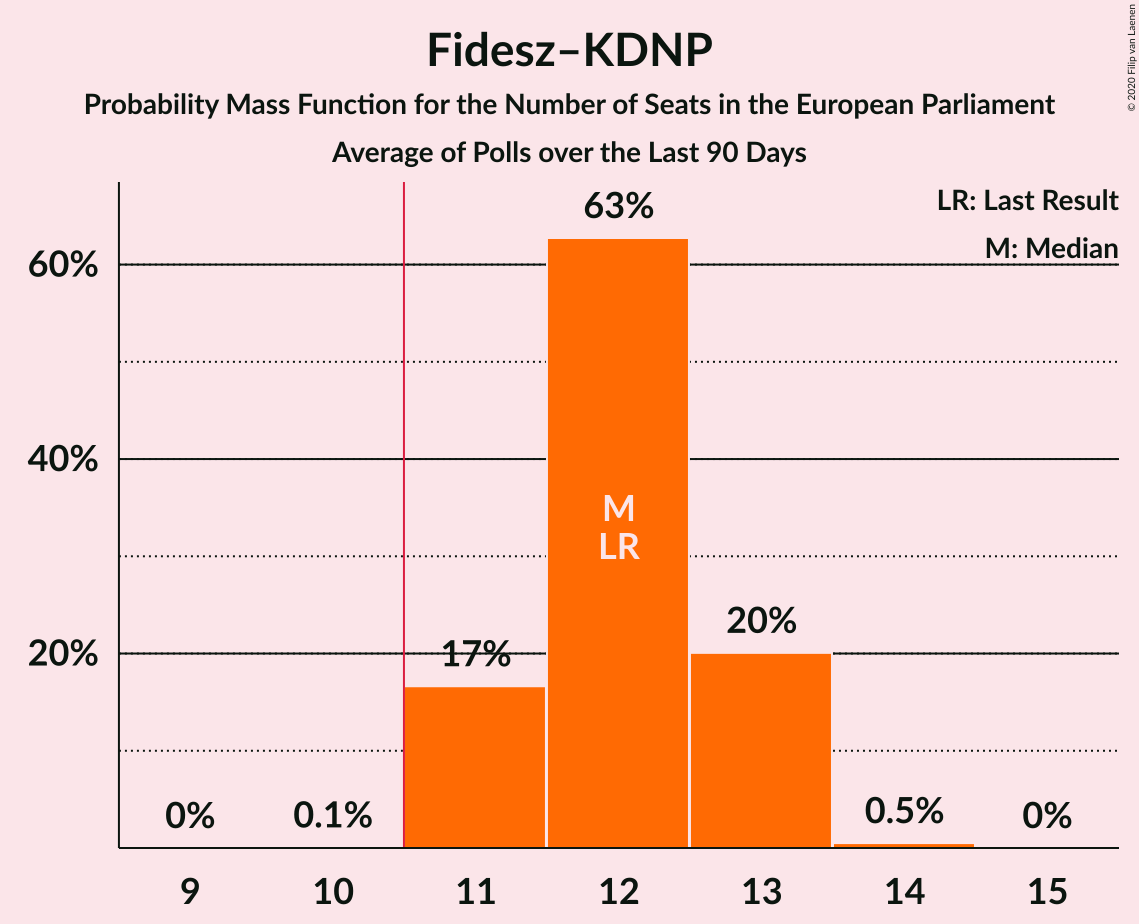 Fidesz–KDNP
Probability Mass Function for the Number of Seats in the European Parliament
Average of Polls over the Last 90 Days
© 2020 Filip van Laenen
LR: Last Result
M: Median
60%
40%
20%
0%
0.1%
17%
63%
M
LR
20%
0.5%
0%
9
10
11
12
13
14
15